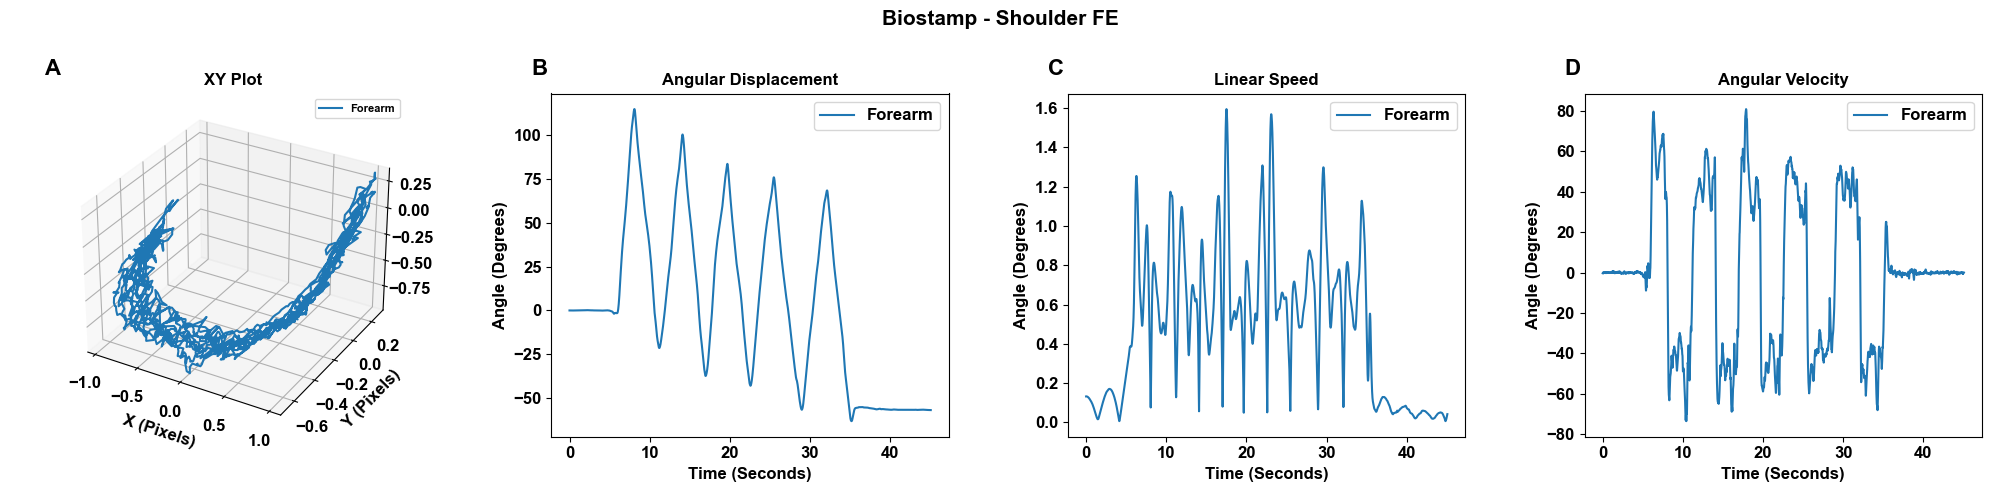 Biostamp - Shoulder FE
A
XY Plot
Forearm
0.25
0.00
−0.25
−0.50
−0.75
0.2
0.0
−0.2
−0.4
−0.6
Y (Pixels)
−1.0
−0.5
0.0
0.5
1.0
X (Pixels)
B
Angular Displacement
Forearm
100
75
50
25
0
−25
−50
Angle (Degrees)
0 10 20 30 40
Time (Seconds)
C
Linear Speed
Forearm
1.6
1.4
1.2
1.0
0.8
0.6
0.4
0.2
0.0
Angle (Degrees)
0 10 20 30 40
Time (Seconds)
D
Angular Velocity
Forearm
80
60
40
20
0
−20
−40
−60
−80
Angle (Degrees)
0 10 20 30 40
Time (Seconds)